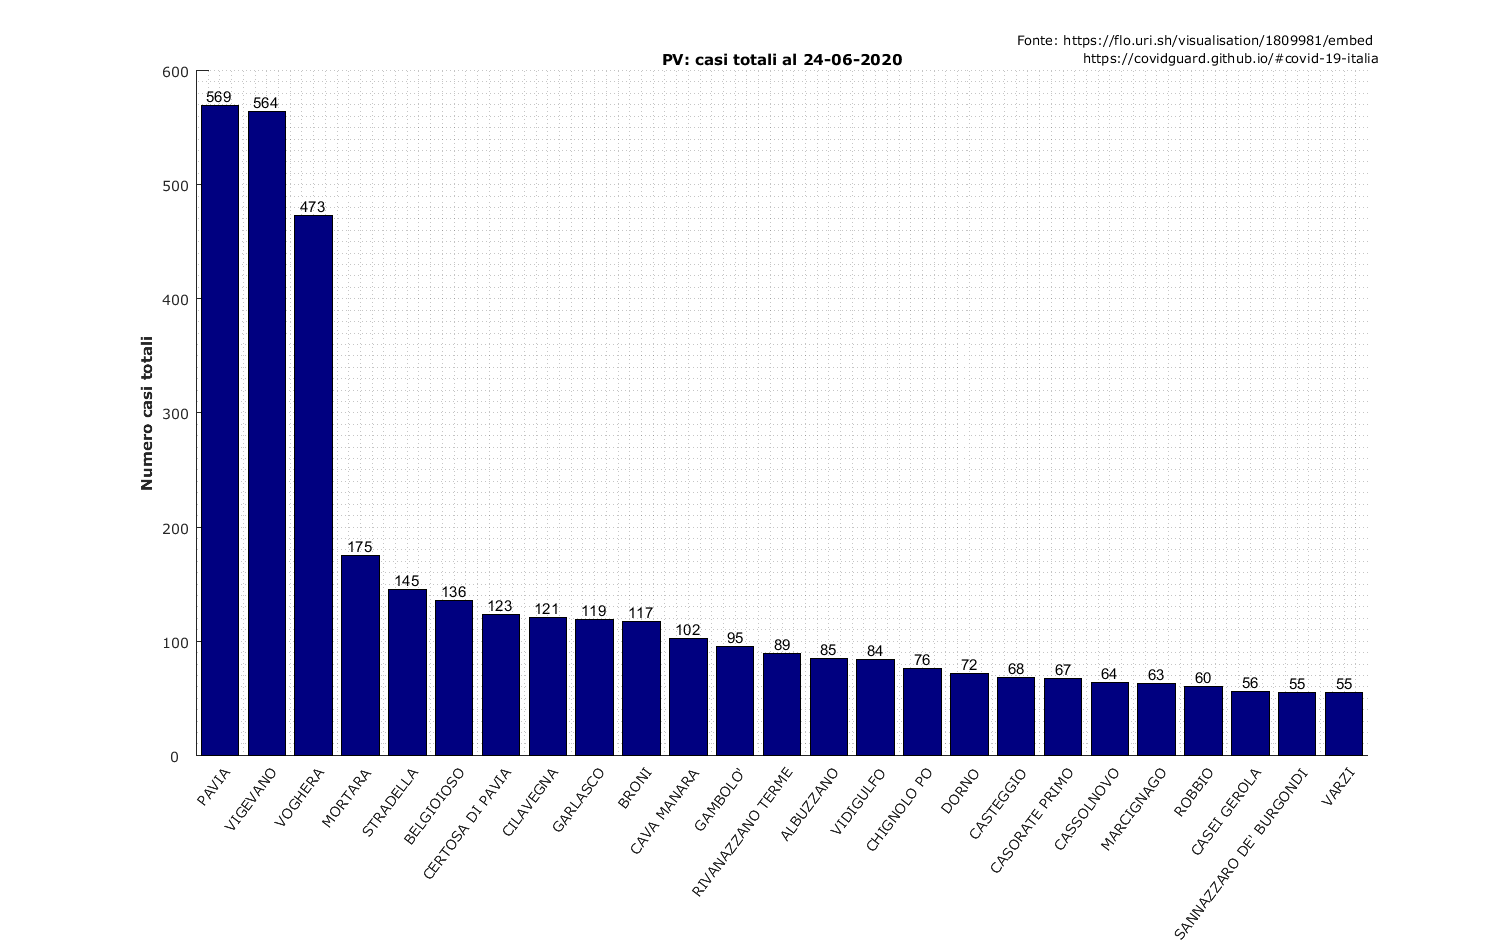 Fonte: https://flo.uri.sh/visualisation/1809981/embed
https://covidguard.github.io/#covid-19-italia
PV: casi totali al 24-06-2020
Numero casi totali
600
500
400
300
200
100
0
569
564
473
175
145
136
123
121
119
117
102
95
89
85
84
76
72
68
67
64
63
60
56
55
55
PAVIA
VIGEVANO
VOGHERA
MORTARA
STRADELLA
BELGIOIOSO
CERTOSA DI PAVIA
CILAVEGNA
GARLASCO
BRONI
CAVA MANARA
GAMBOLO'
RIVANAZZANO TERME
ALBUZZANO
VIDIGULFO
CHIGNOLO PO
DORNO
CASTEGGIO
CASORATE PRIMO
CASSOLNOVO
MARCIGNAGO
ROBBIO
CASEI GEROLA
SANNAZZARO DE' BURGONDI
VARZI